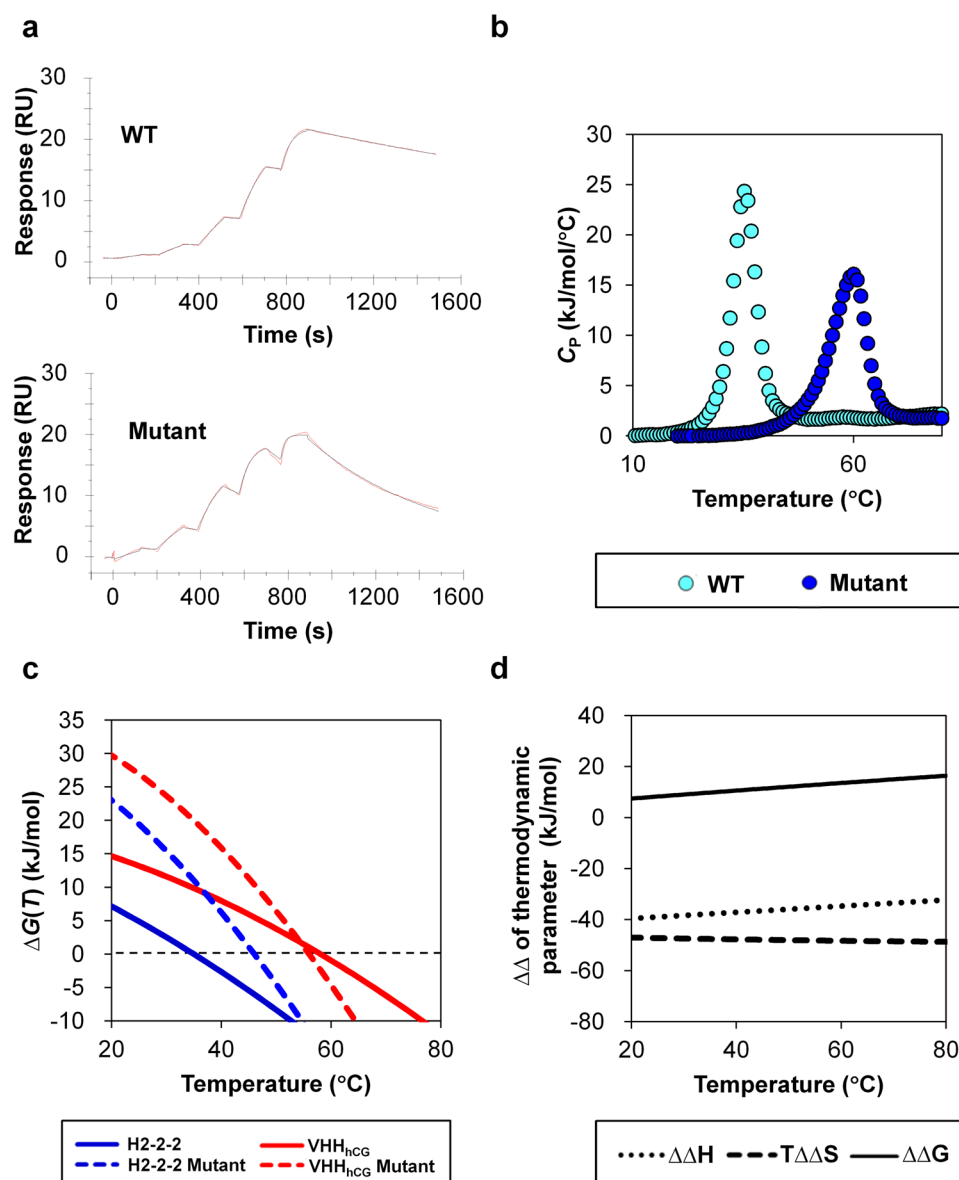 a
30
20
10
0
Response (RU)
WT
0 400 800 1200 1600
Time (s)
30
20
10
0
Response (RU)
Mutant
0 400 800 1200 1600
Time (s)
b
30
25
20
15
10
5
0
CP (kJ/mol/°C)
10 60
Temperature (°C)
WT Mutant
c
35
30
25
20
15
10
5
0
-5
-10
ΔG(T) (kJ/mol)
20 40 60 80
Temperature (°C)
H2-2-2 VHHhCG
H2-2-2 Mutant VHHhCG Mutant
d
40
20
0
-20
-40
-60
-80
ΔΔ of thermodynamic
parameter (kJ/mol)
20 40 60 80
Temperature (°C)
ΔΔH TΔΔS ΔΔG